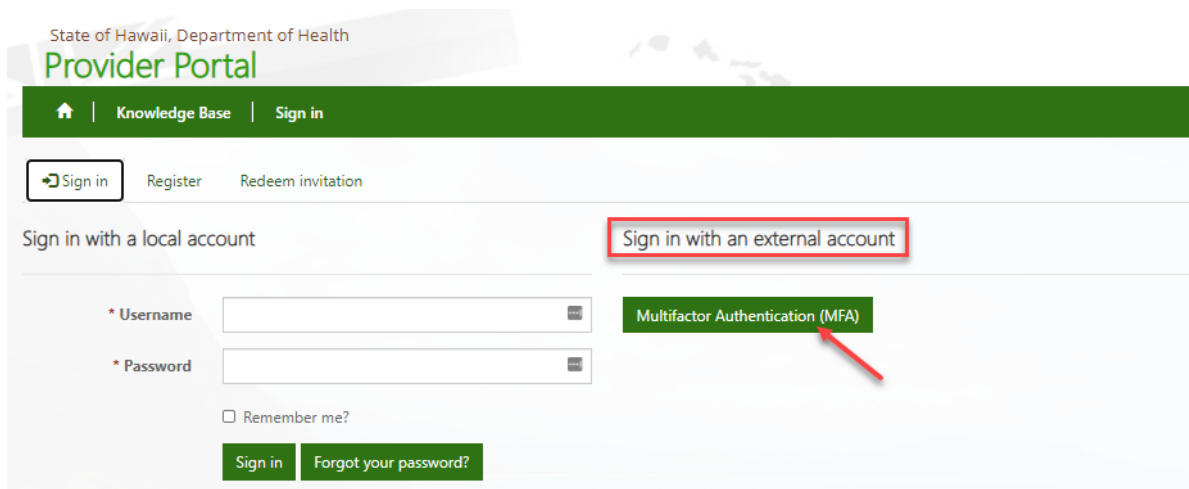 State of Hawaii, Department of Health
Provider Portal
Knowledge Base
Sign in
Sign in
Register
Redeem invitation
Sign in with a local account
Sign in with an external account
* Username
Multifactor Authentication (MFA)
* Password
Remember me?
Sign in
Forgot your password?